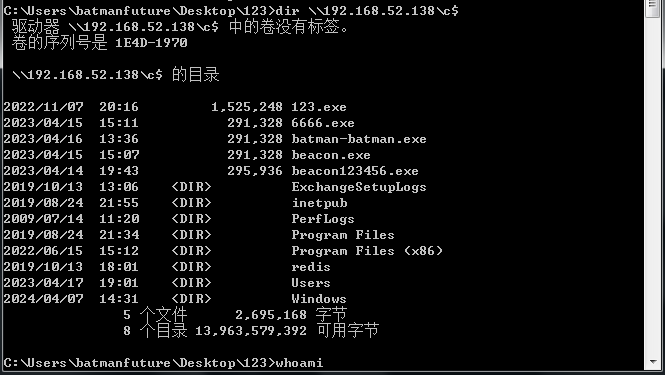 C:\Users\batmanfuture\Desktop\123>dir \\192.168.52.138\c$
驱动器 \\192.168.52.138\c$ 中的卷没有标签。
卷的序列号是 1E4D-1970
\\192.168.52.138\c$ 的目录
2022/11/07  20:16         1,525,248 123.exe
2023/04/15  15:11           291,328 6666.exe
2023/04/16  13:36           291,328 batman-batman.exe
2023/04/15  15:07           291,328 beacon.exe
2023/04/14  19:43           295,936 beacon123456.exe
2019/10/13  13:06    <DIR>          ExchangeSetupLogs
2019/08/24  21:55    <DIR>          inetpub
2009/07/14  11:20    <DIR>          PerfLogs
2019/08/24  21:34    <DIR>          Program Files
2022/06/15  15:12    <DIR>          Program Files (x86)
2019/10/13  18:01    <DIR>          redis
2023/04/17  19:01    <DIR>          Users
2024/04/07  14:31    <DIR>          Windows
5 个文件      2,695,168 字节
8 个目录 13,963,579,392 可用字节
C:\Users\batmanfuture\Desktop\123>whoami